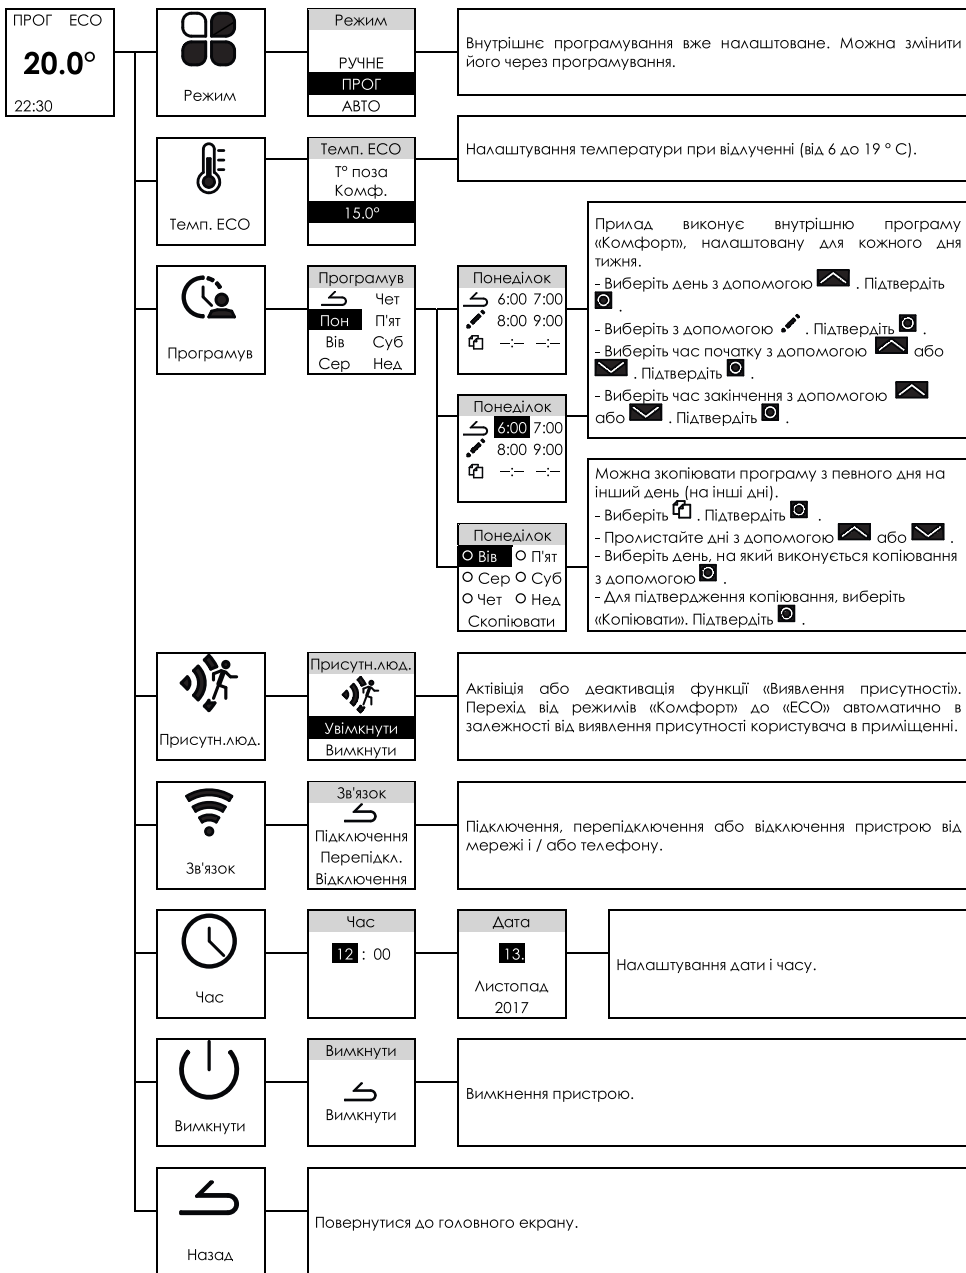 ПРОГ ECO
20.0°
22:30
Режим
Режим
РУЧНЕ
ПРОГ
АВТО
Внутрішнє програмування вже налаштоване. Можна змінити
його через програмування.
Темп. ECO
Темп. ECO
T° поза
Комф.
15.0°
Налаштування температури при відлученні (від 6 до 19 ° C).
Програмув
Програмув
Чет
Пон П'ят
Вів Суб
Сер Нед
Понеділок
6:00 7:00
8:00 9:00
–:– –:–
Понеділок
6:00 7:00
8:00 9:00
–:– –:–
Прилад виконує внутрішню програму
«Комфорт», налаштовану для кожного дня
тижня.
- Виберіть день з допомогою . Підтвердіть
.
- Виберіть з допомогою . Підтвердіть .
- Виберіть час початку з допомогою або
. Підтвердіть .
- Виберіть час закінчення з допомогою
або . Підтвердіть .
Понеділок
Вів П'ят
Сер Суб
Чет Нед
Скопіювати
Можна зкопіювати програму з певного дня на
інший день (на інші дні).
- Виберіть . Підтвердіть .
- Пролистайте дні з допомогою або .
- Виберіть день, на який виконується копіювання
з допомогою .
- Для підтвердження копіювання, виберіть
«Копіювати». Підтвердіть .
Присутн.люд.
Присутн.люд.
Увімкнути
Вимкнути
Актівіція або деактивація функції «Виявлення присутності».
Перехід від режимів «Комфорт» до «ECO» автоматично в
залежності від виявлення присутності користувача в приміщенні.
Зв'язок
Зв'язок
Підключення
Перепідкл.
Відключення
Підключення, перепідключення або відключення пристрою від
мережі і / або телефону.
Час
Час
12 : 00
Дата
13.
Листопад
2017
Налаштування дати і часу.
Вимкнути
Вимкнути
Вимкнути
Вимкнення пристрою.
Назад
Повернутися до головного екрану.